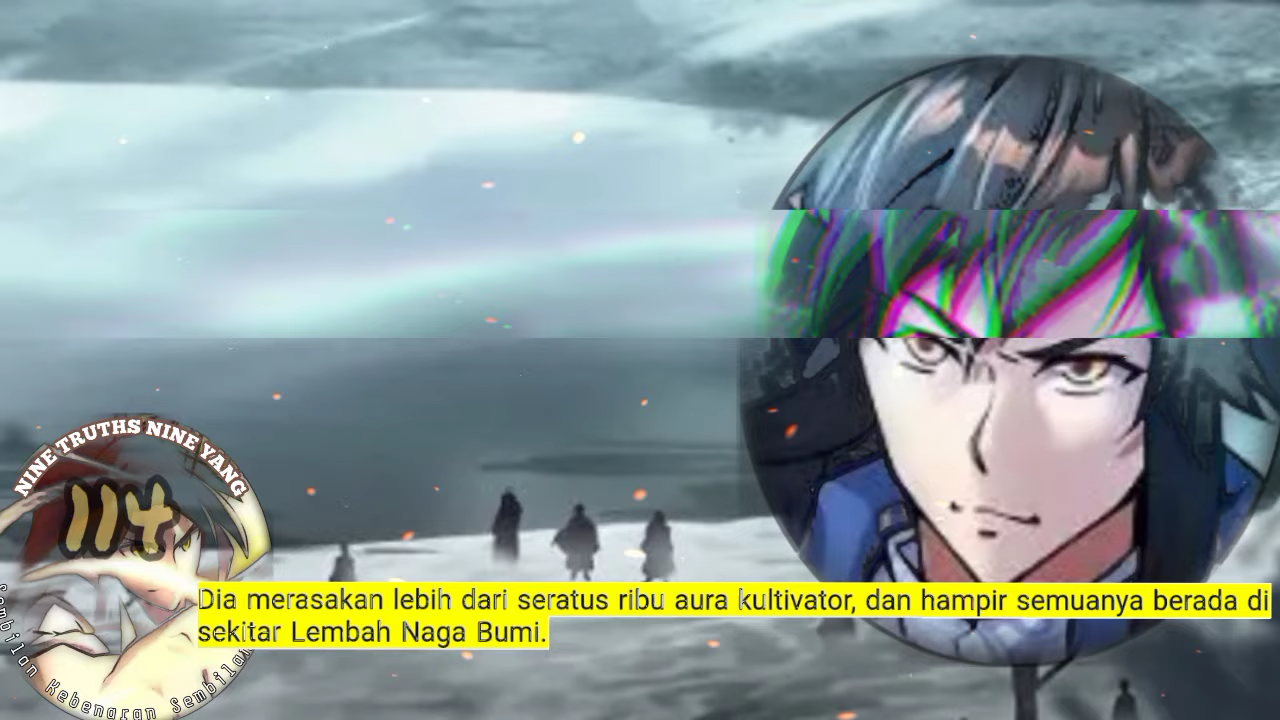 NINE TRUTHS NINE YANG
114
Dia merasakan lebih dari seratus ribu aura kultivator, dan hampir semuanya berada di
sekitar Lembah Naga Bumi.
Sembilan Kebenaran Sembilan